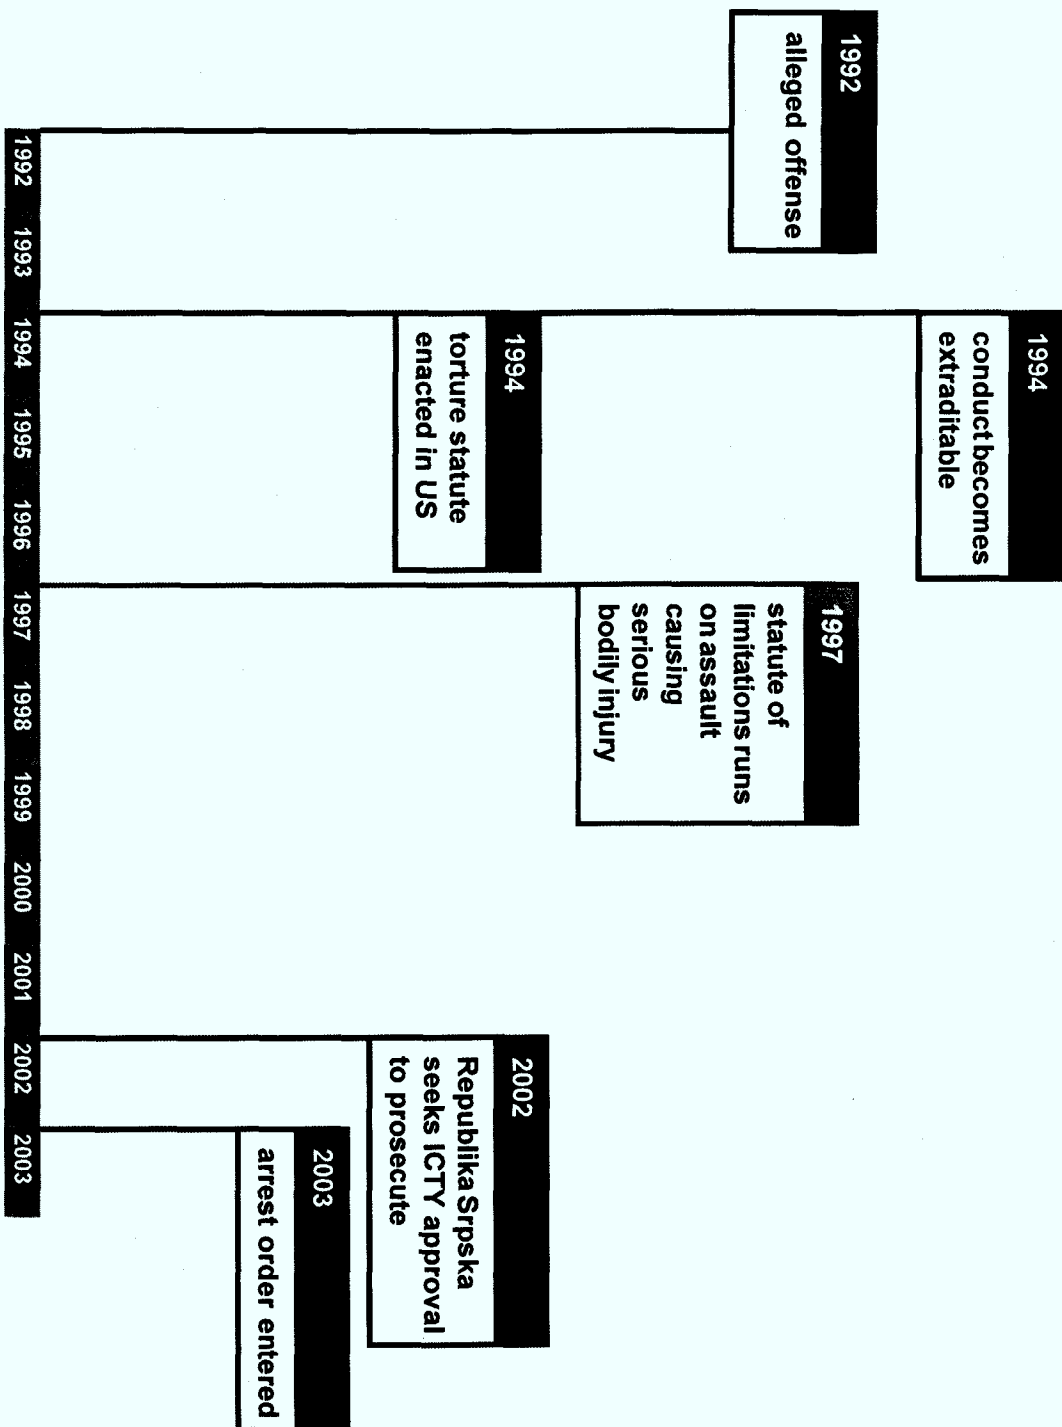 1992
alleged offense
1994
conduct becomes
extraditable
1994
torture statute
enacted in US
1997
statute of
limitations runs
on assault
causing
serious
bodily injury
2002
Republika Srpska
seeks ICTY approval
to prosecute
2003
arrest order entered
1992 1993 1994 1995 1996 1997 1998 1999 2000 2001 2002 2003